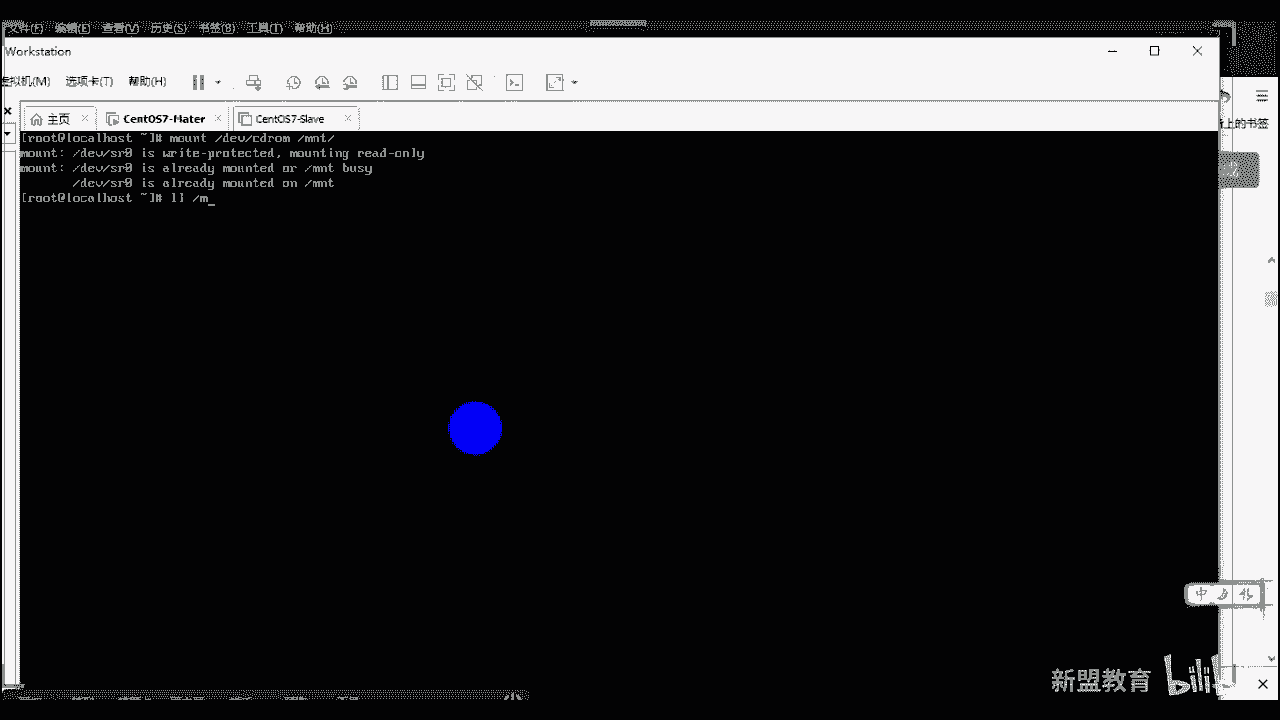 文件(F) 编辑(E) 查看(V) 历史(S) 书签(B) 工具(T) 帮助(H)
Workstation
虚拟机(M) 选项卡(T) 帮助(H)
主页 CentOS7-Mater CentOS7-Slave
[root@localhost ~]# mount /dev/cdrom /mnt/
mount: /dev/sr0 is write-protected, mounting read-only
mount: /dev/sr0 is already mounted or /mnt busy
/dev/sr0 is already mounted on /mnt
[root@localhost ~]# ll /m_
上的书签
中
新盟教育 bili